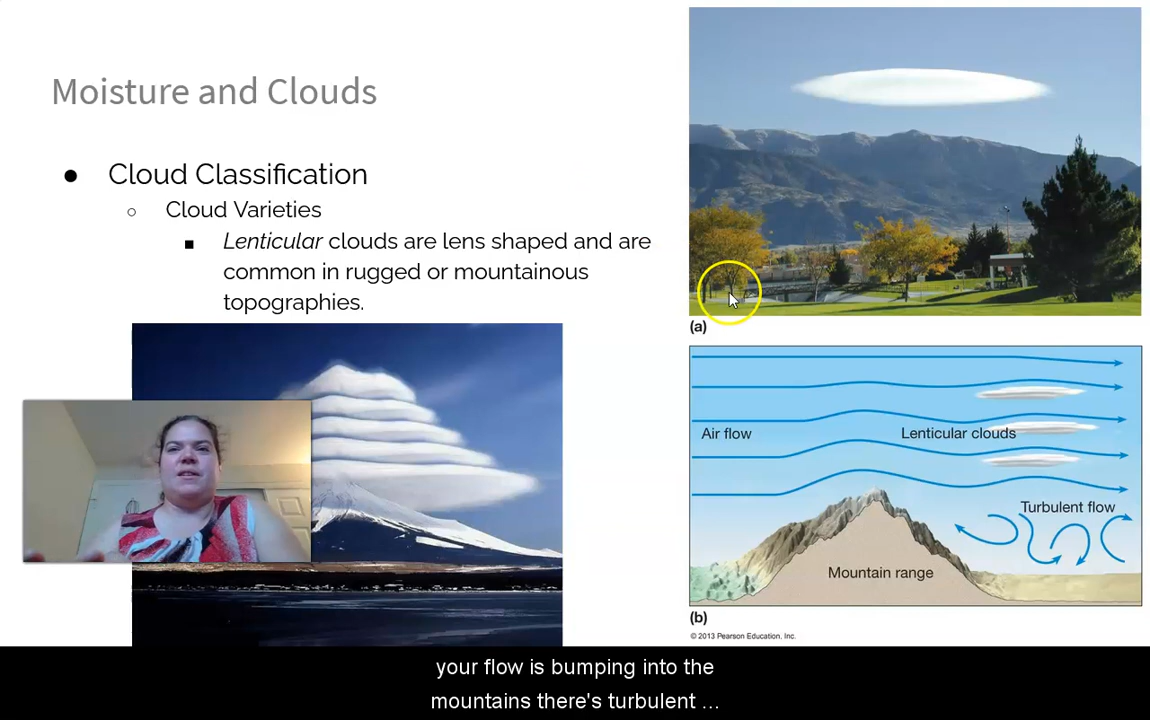 Moisture and Clouds
● Cloud Classification
○ Cloud Varieties
■ Lenticular clouds are lens shaped and are
common in rugged or mountainous
topographies.
(a)
Air flow
Lenticular clouds
Turbulent flow
Mountain range
(b)
© 2013 Pearson Education, Inc.
your flow is bumping into the
mountains there's turbulent ...